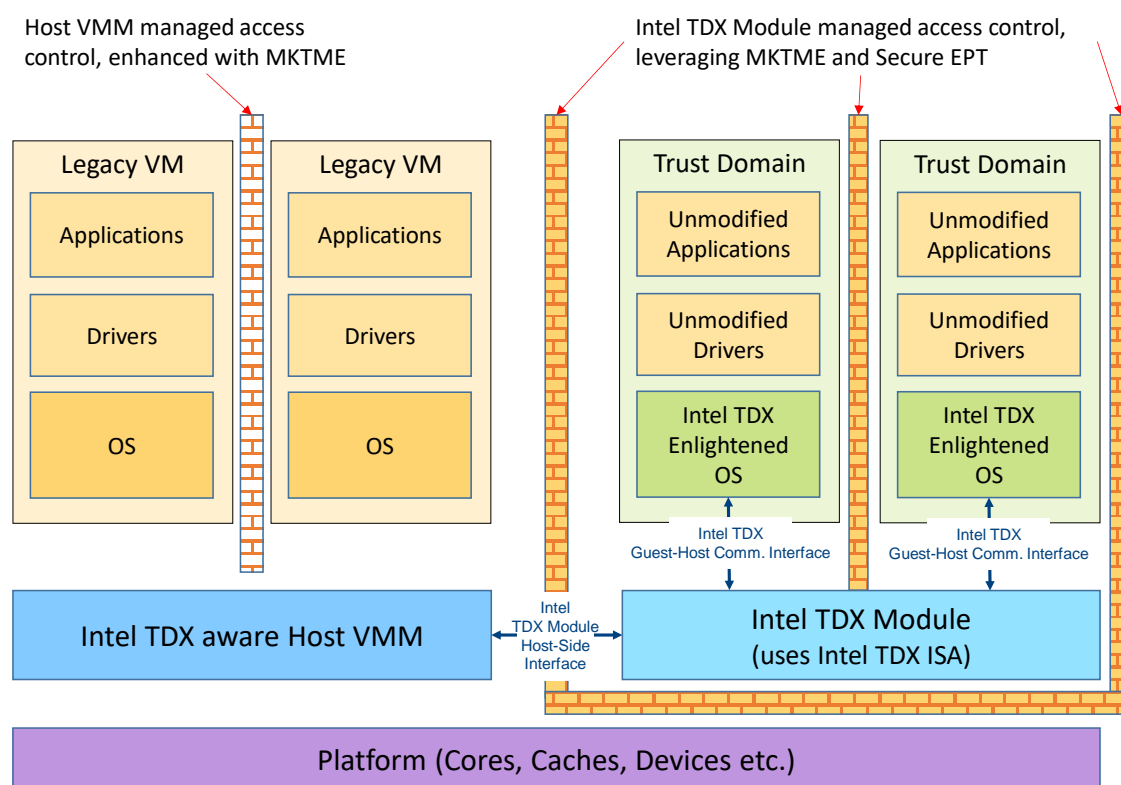 Host VMM managed access
control, enhanced with MKTME
Intel TDX Module managed access control,
leveraging MKTME and Secure EPT
Legacy VM
Applications
Drivers
OS
Legacy VM
Applications
Drivers
OS
Trust Domain
Unmodified
Applications
Unmodified
Drivers
Intel TDX
Enlightened
OS
Trust Domain
Unmodified
Applications
Unmodified
Drivers
Intel TDX
Enlightened
OS
Intel TDX
Guest-Host Comm. Interface
Intel TDX
Guest-Host Comm. Interface
Intel TDX aware Host VMM
Intel
TDX Module
Host-Side
Interface
Intel TDX Module
(uses Intel TDX ISA)
Platform (Cores, Caches, Devices etc.)